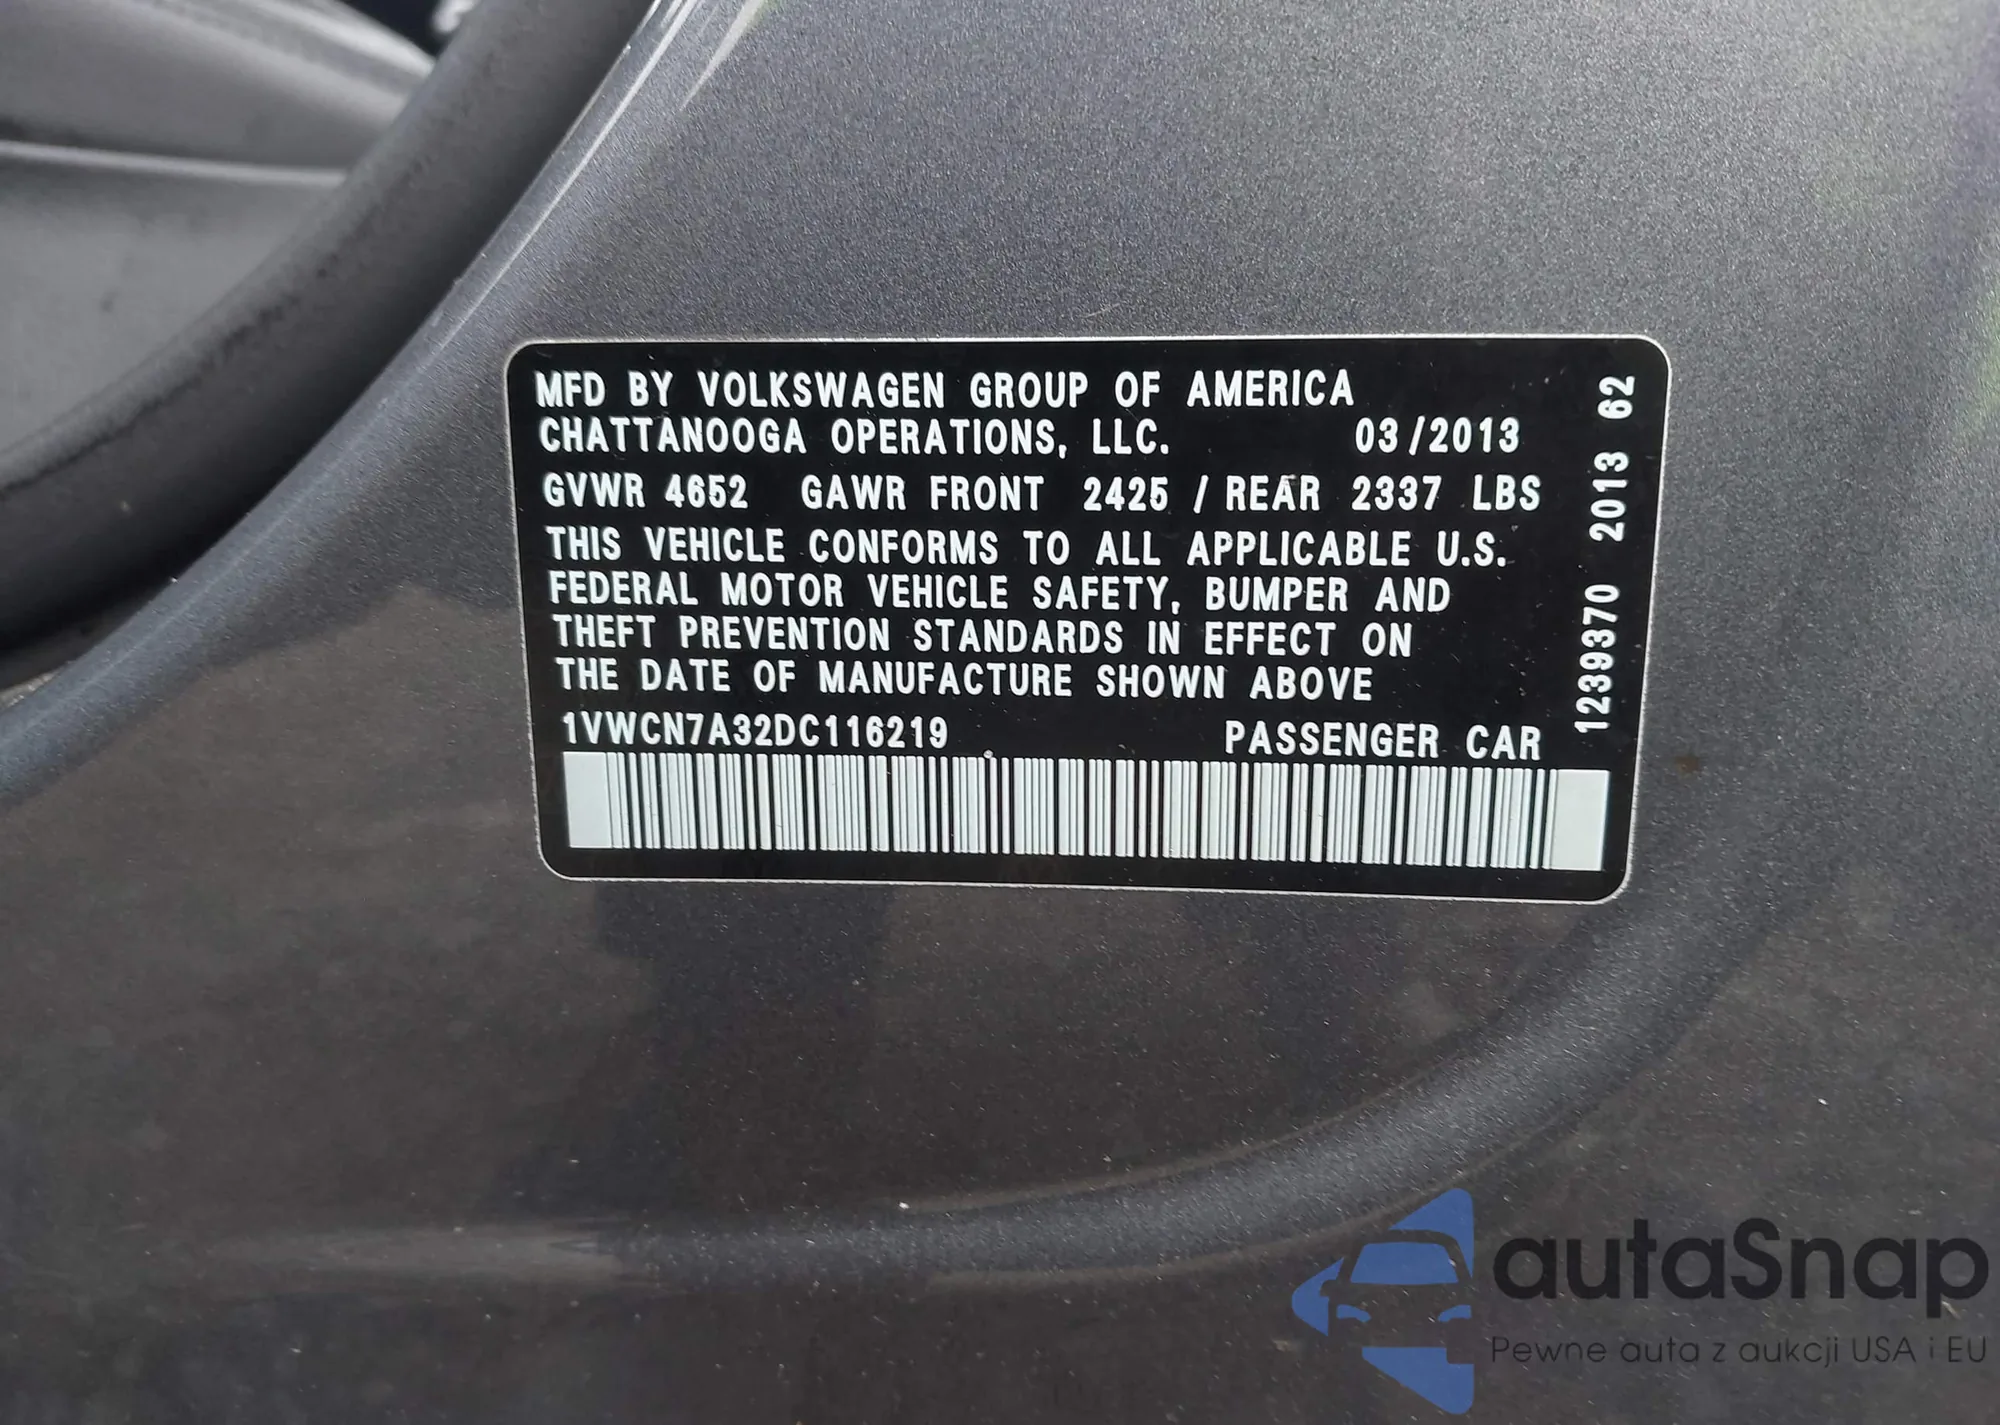 MFD BY VOLKSWAGEN GROUP OF AMERICA
CHATTANOOGA OPERATIONS, LLC. 03/2013
GVWR 4652 GAWR FRONT 2425 / REAR 2337 LBS
THIS VEHICLE CONFORMS TO ALL APPLICABLE U.S.
FEDERAL MOTOR VEHICLE SAFETY, BUMPER AND
THEFT PREVENTION STANDARDS IN EFFECT ON
THE DATE OF MANUFACTURE SHOWN ABOVE
1VWCN7A32DC116219 PASSENGER CAR
1239370 2013 62
autaSnap
Pewne auta z aukcji USA i EU